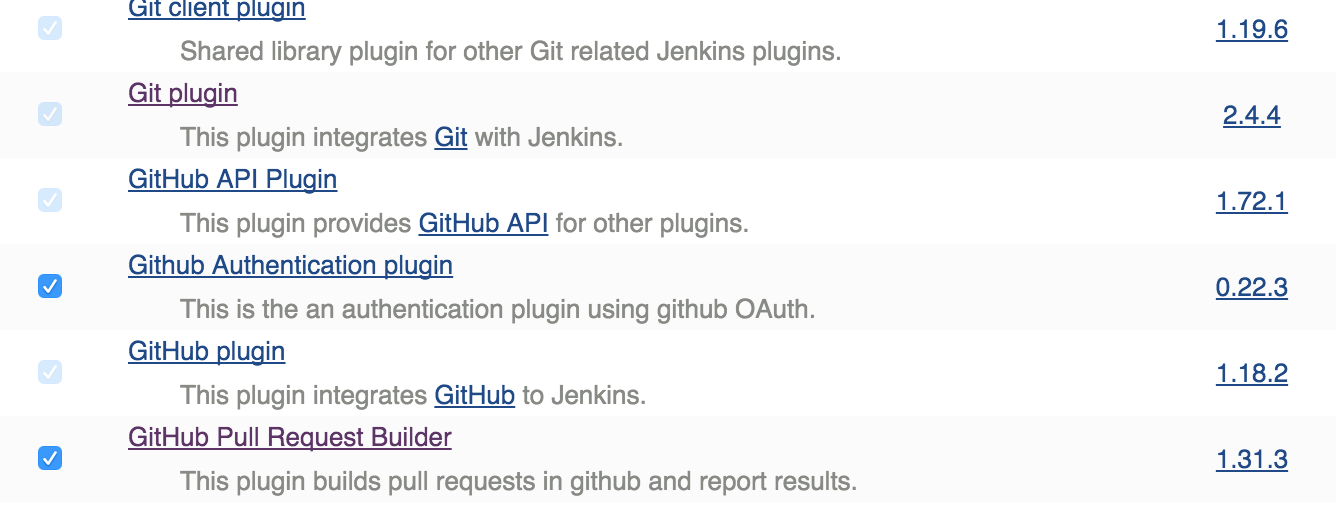 Git client plugin
1.19.6
Shared library plugin for other Git related Jenkins plugins.
Git plugin
2.4.4
This plugin integrates Git with Jenkins.
GitHub API Plugin
1.72.1
This plugin provides GitHub API for other plugins.
Github Authentication plugin
0.22.3
This is the an authentication plugin using github OAuth.
GitHub plugin
1.18.2
This plugin integrates GitHub to Jenkins.
GitHub Pull Request Builder
1.31.3
This plugin builds pull requests in github and report results.